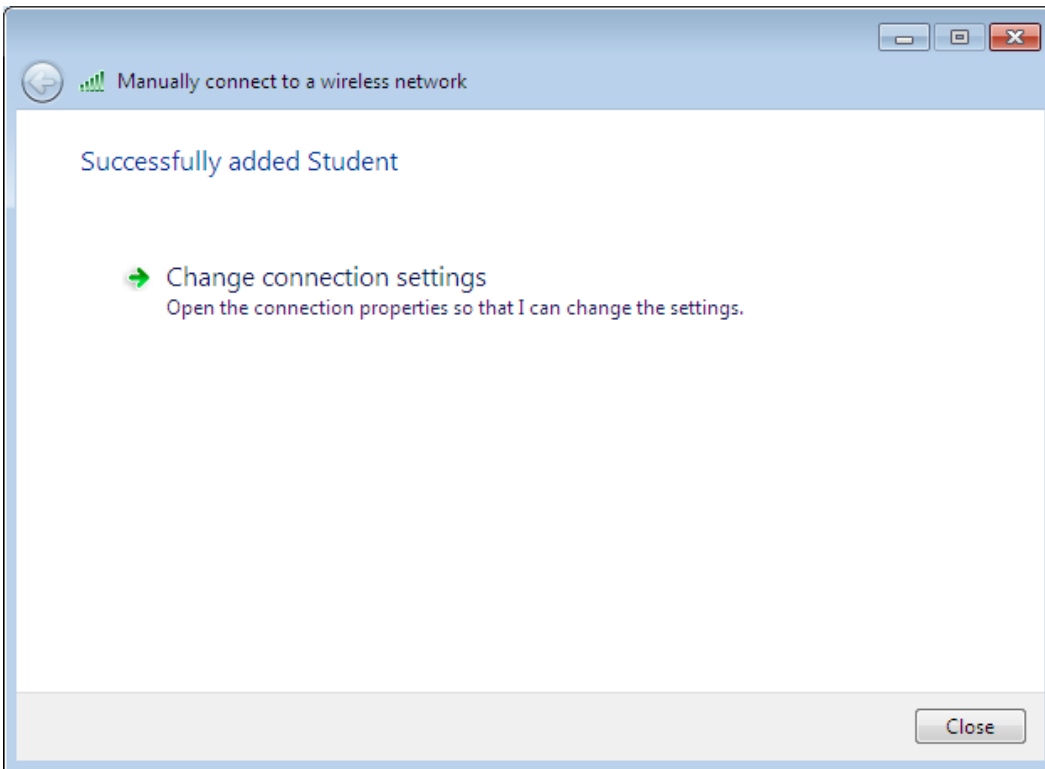 Manually connect to a wireless network
Successfully added Student
Change connection settings
Open the connection properties so that I can change the settings.
Close